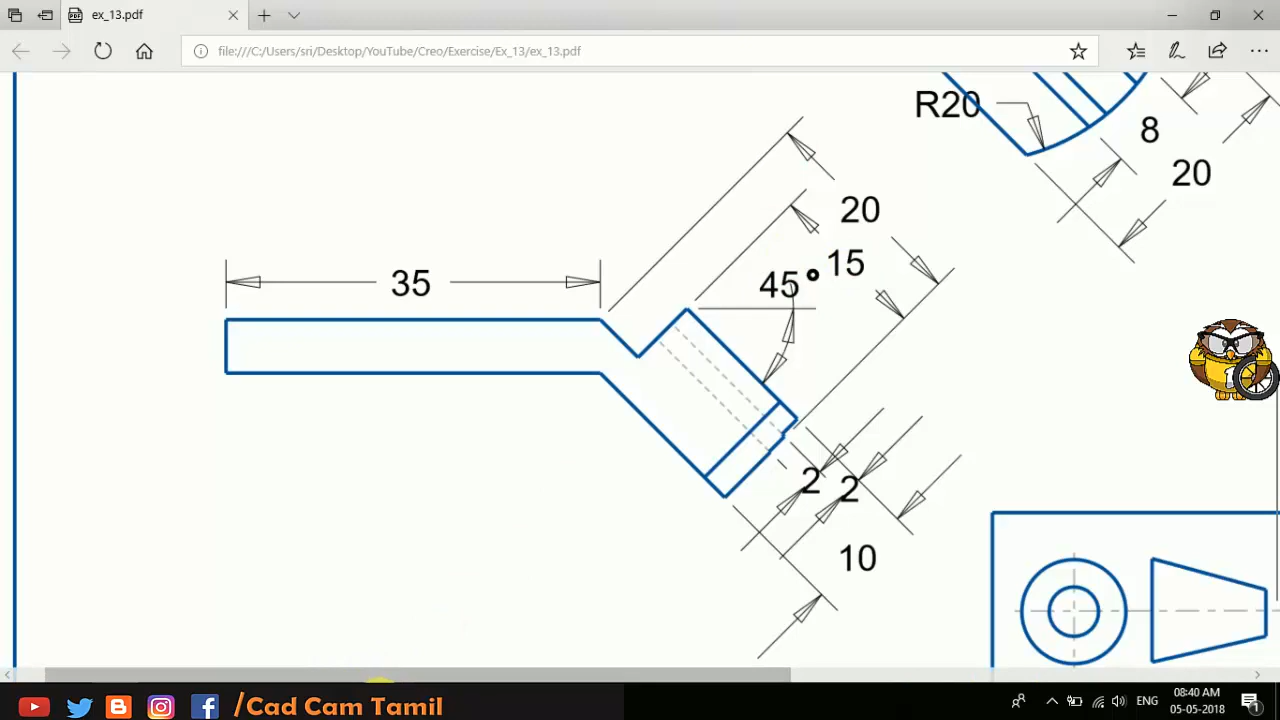 ex_13.pdf
file:///C:/Users/sri/Desktop/YouTube/Creo/Exercise/Ex_13/ex_13.pdf
R20
8
20
20
15
45°
35
2
2
10
/Cad Cam Tamil
ENG
08:40 AM
05-05-2018
1